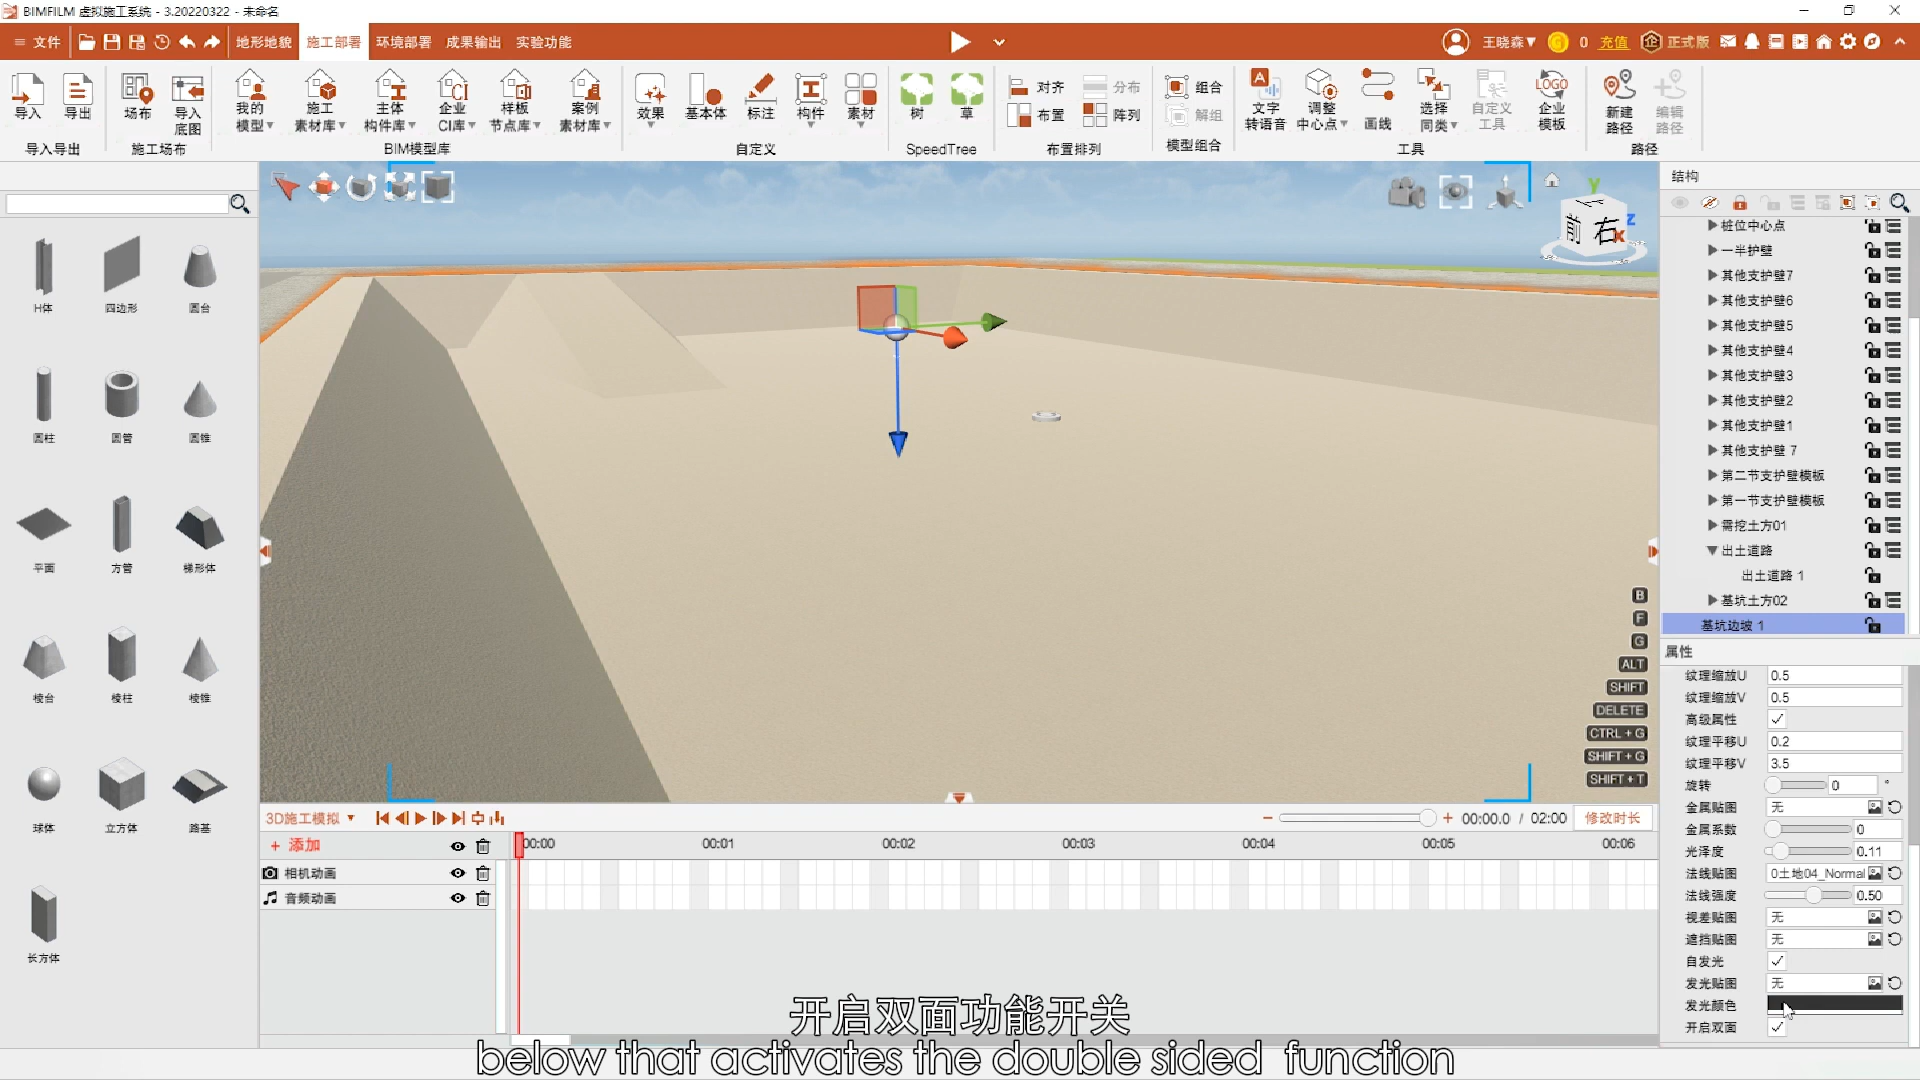 BIMFILM 虚拟施工系统 - 3.20220322 - 未命名
文件 地形地貌 施工部署 环境部署 成果输出 实验功能 王晓森 0 充值 正式版
导入 导出 场布 导入底图 我的模型 施工素材库 主体构件库 企业CI库 样板节点库 案例素材库 效果 基本体 标注 构件 素材 树 草 对齐 分布 布置 阵列 组合 解组 文字转语音 调整中心点 画线 选择同类 自定义工具 企业模板 新建路径 编辑路径
导入导出 施工场布 BIM模型库 自定义 SpeedTree 布置排列 模型组合 工具 路径
H体 四边形 圆台
圆柱 圆管 圆锥
平面 方管 梯形体
棱台 棱柱 棱锥
球体 立方体 路基
长方体
前 右 Y Z X
B
F
G
ALT
SHIFT
DELETE
CTRL + G
SHIFT + G
SHIFT + T
结构
桩位中心点
一半护壁
其他支护壁7
其他支护壁6
其他支护壁5
其他支护壁4
其他支护壁3
其他支护壁2
其他支护壁1
其他支护壁 7
第二节支护壁模板
第一节支护壁模板
需挖土方01
出土道路
出土道路 1
基坑土方02
基坑边坡 1
属性
纹理缩放U 0.5
纹理缩放V 0.5
高级属性
纹理平移U 0.2
纹理平移V 3.5
旋转 0 °
金属贴图 无
金属系数 0
光泽度 0.11
法线贴图 0土地04_Normal
法线强度 0.50
视差贴图 无
遮挡贴图 无
自发光
发光贴图 无
发光颜色
开启双面
3D施工模拟 00:00.0 / 02:00 修改时长
+ 添加 00:00 00:01 00:02 00:03 00:04 00:05 00:06
相机动画
音频动画
开启双面功能开关
below that activates the double sided function